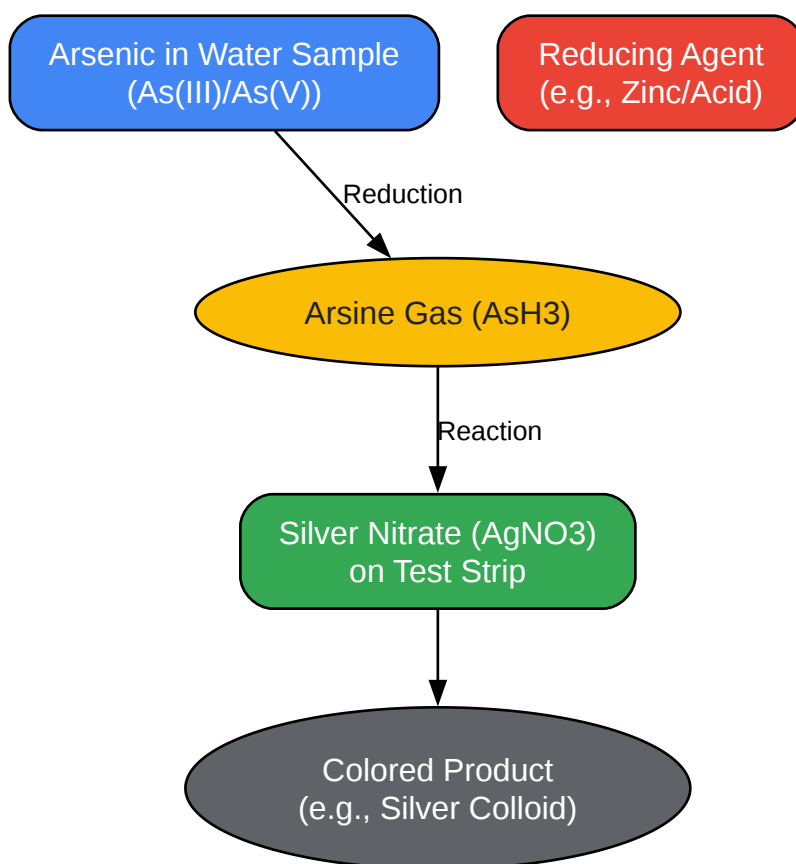 Arsenic in Water Sample
(As(III)/As(V))
Reducing Agent
(e.g., Zinc/Acid)
Reduction
Arsine Gas (AsH3)
Reaction
Silver Nitrate (AgNO3)
on Test Strip
Colored Product
(e.g., Silver Colloid)